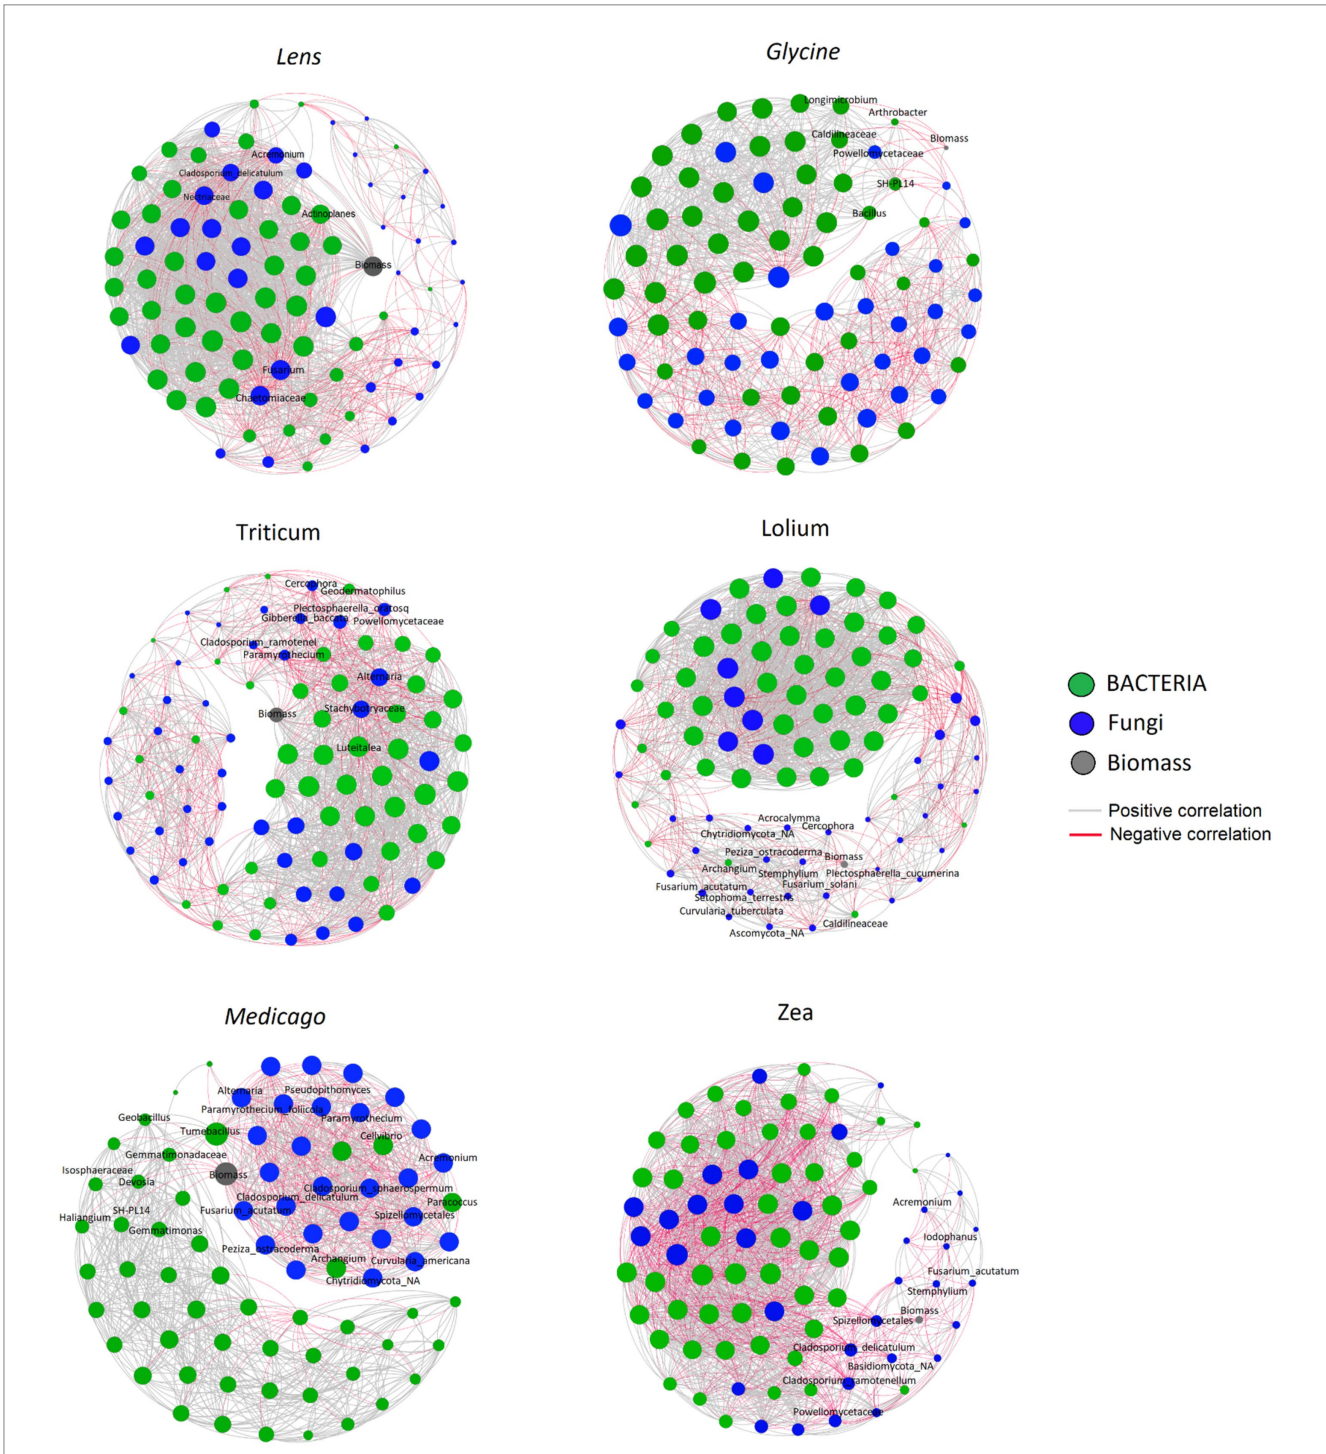 Lens
Acremonium
Cladosporium_delicatulum
Nectriaceae
Actinoplanes
Biomass
Fusarium
Chaetomiaceae
Glycine
Longimicrobium
Arthrobacter
Caldilineaceae
Biomass
Powellomycetaceae
SH-PL14
Bacillus
Triticum
Cercophora
Geodermatophilus
Plectosphaerella_oratosq
Gibberella_baccata
Powellomycetaceae
Cladosporium_ramotenel
Paramyrothecium
Alternaria
Stachybotryaceae
Biomass
Luteitalea
Lolium
Acrocalymma
Chytridiomycota_NA
Cercophora
Peziza_ostracoderma
Biomass
Archangium
Stemphylium
Plectosphaerella_cucumerina
Fusarium_acutatum
Fusarium_solani
Setophoma_terrestris
Curvularia_tuberculata
Caldilineaceae
Ascomycota_NA
BACTERIA
Fungi
Biomass
Positive correlation
Negative correlation
Medicago
Alternaria
Pseudopithomyces
Paramyrothecium_foliicola
Paramyrothecium
Geobacillus
Tumebacillus
Cellvibrio
Gemmatimonadaceae
Acremonium
Isosphaeraceae
Biomass
Devosia
Cladosporium_sphaerospermum
Cladosporium_delicatulum
Paracoccus
SH-PL14
Fusarium_acutatum
Haliangium
Spizellomycetales
Gemmatimonas
Peziza_ostracoderma
Archangium
Curvularia_americana
Chytridiomycota_NA
Zea
Acremonium
Iodophanus
Fusarium_acutatum
Stemphylium
Biomass
Spizellomycetales
Cladosporium_delicatulum
Basidiomycota_NA
Cladosporium_ramotenellum
Powellomycetaceae